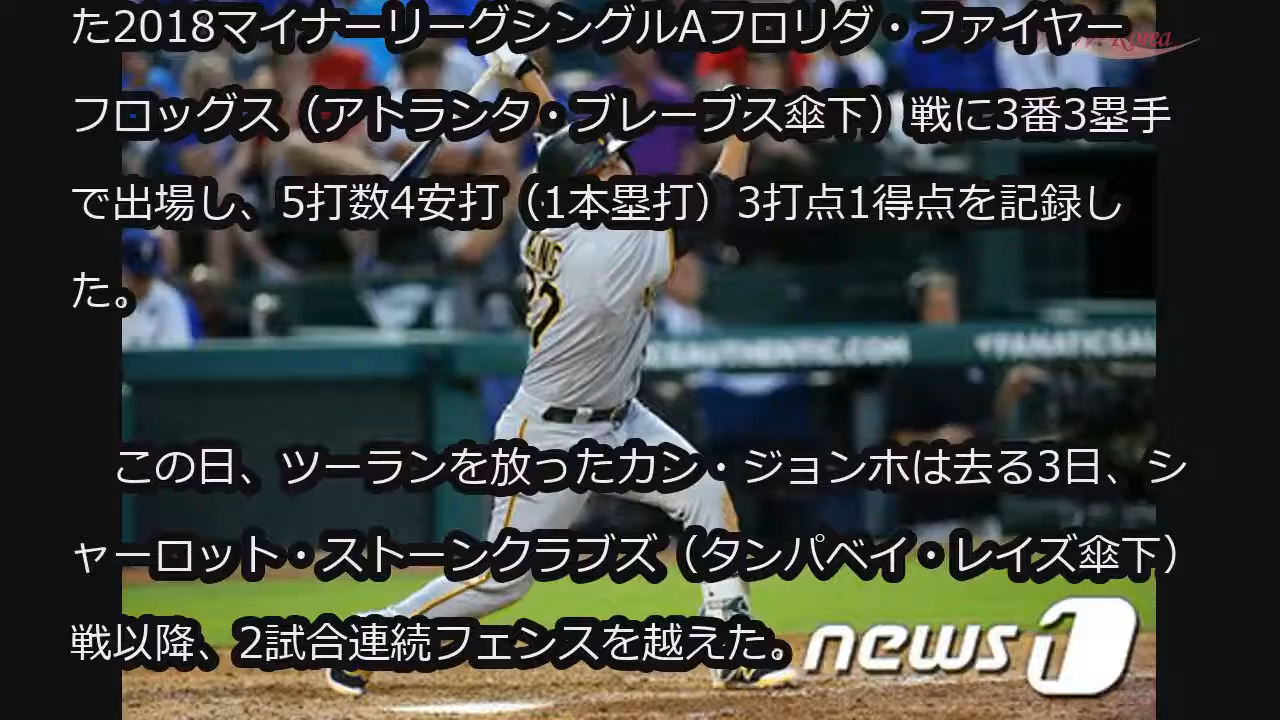 た2018マイナーリーグシングルAフロリダ・ファイヤー
フロッグス（アトランタ・ブレーブス傘下）戦に3番3塁手
で出場し、5打数4安打（1本塁打）3打点1得点を記録し
た。
この日、ツーランを放ったカン・ジョンホは去る3日、シ
ャーロット・ストーンクラブズ（タンパベイ・レイズ傘下）
戦以降、2試合連続フェンスを越えた。
Korea
ANG
27
CSAUTHENTIC.COM
FANATICSAU
news1